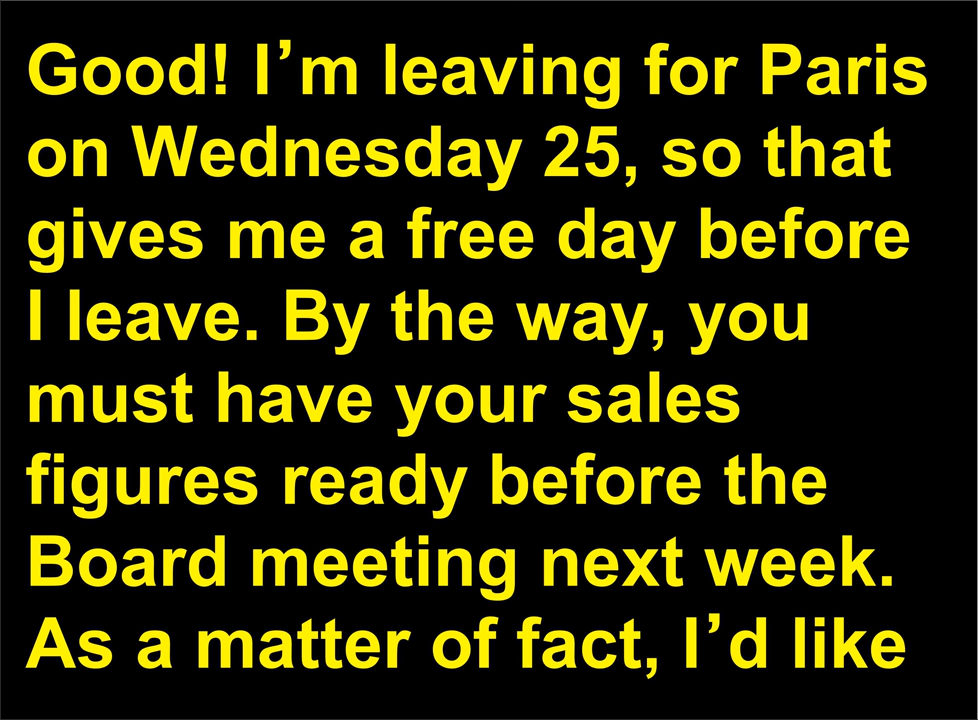 Good! I’m leaving for Paris
on Wednesday 25, so that
gives me a free day before
I leave. By the way, you
must have your sales
figures ready before the
Board meeting next week.
As a matter of fact, I’d like